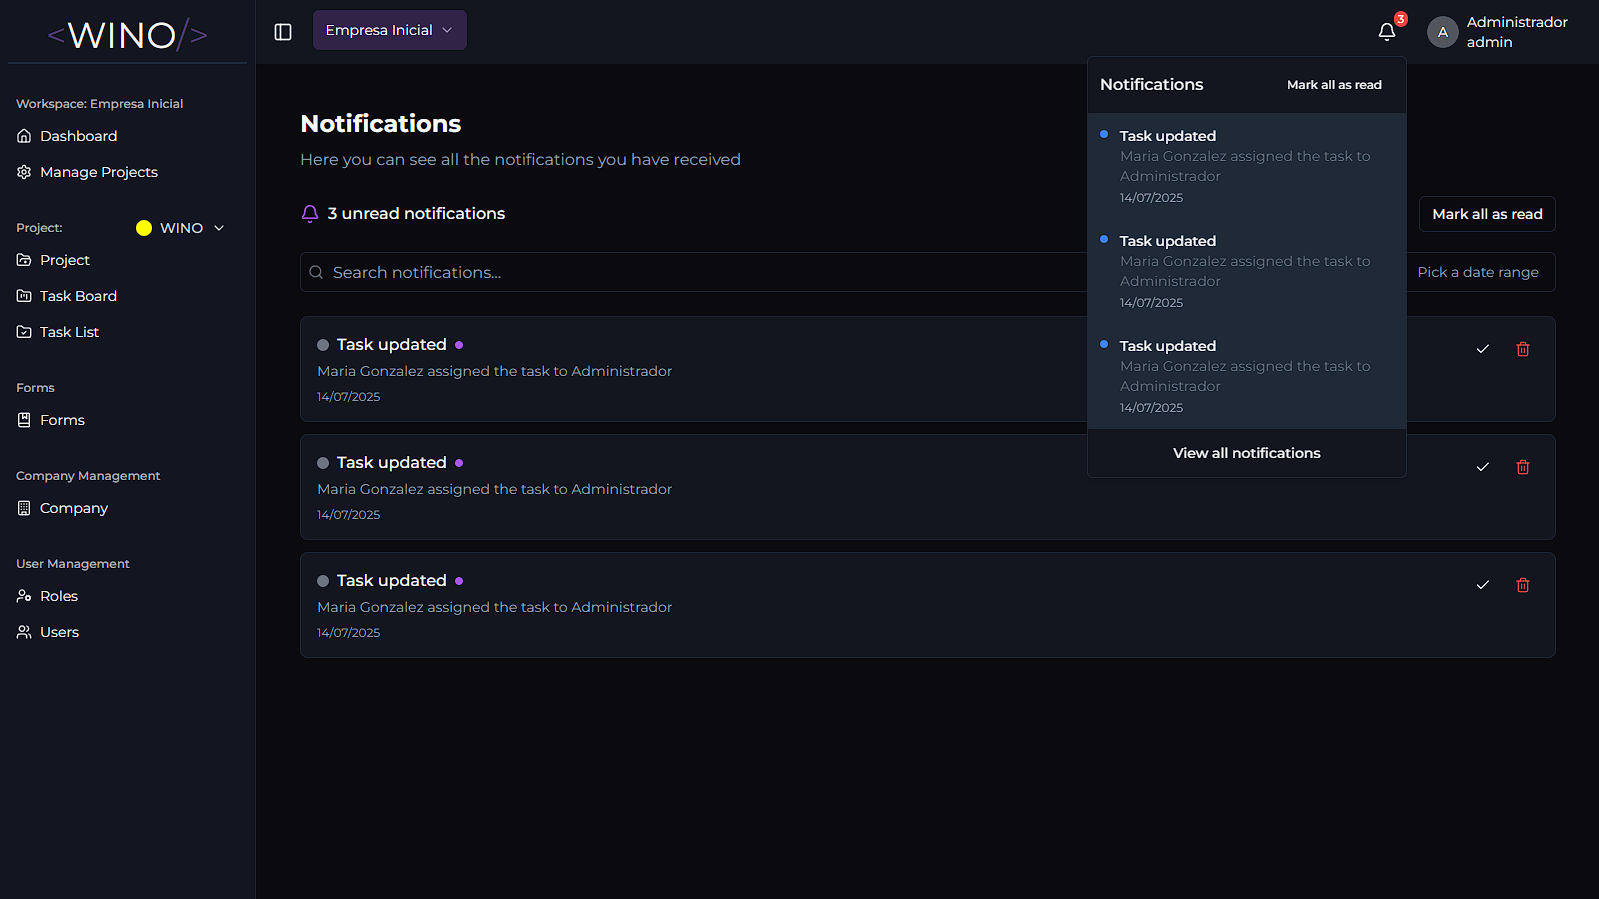 <WINO/>
Workspace: Empresa Inicial
Dashboard
Manage Projects
Project:
WINO
Project
Task Board
Task List
Forms
Forms
Company Management
Company
User Management
Roles
Users
Empresa Inicial
3
A
Administrador
admin
Notifications
Here you can see all the notifications you have received
3 unread notifications
Mark all as read
Search notifications...
Pick a date range
Task updated
Maria Gonzalez assigned the task to Administrador
14/07/2025
Task updated
Maria Gonzalez assigned the task to Administrador
14/07/2025
Task updated
Maria Gonzalez assigned the task to Administrador
14/07/2025
Notifications
Mark all as read
Task updated
Maria Gonzalez assigned the task to
Administrador
14/07/2025
Task updated
Maria Gonzalez assigned the task to
Administrador
14/07/2025
Task updated
Maria Gonzalez assigned the task to
Administrador
14/07/2025
View all notifications